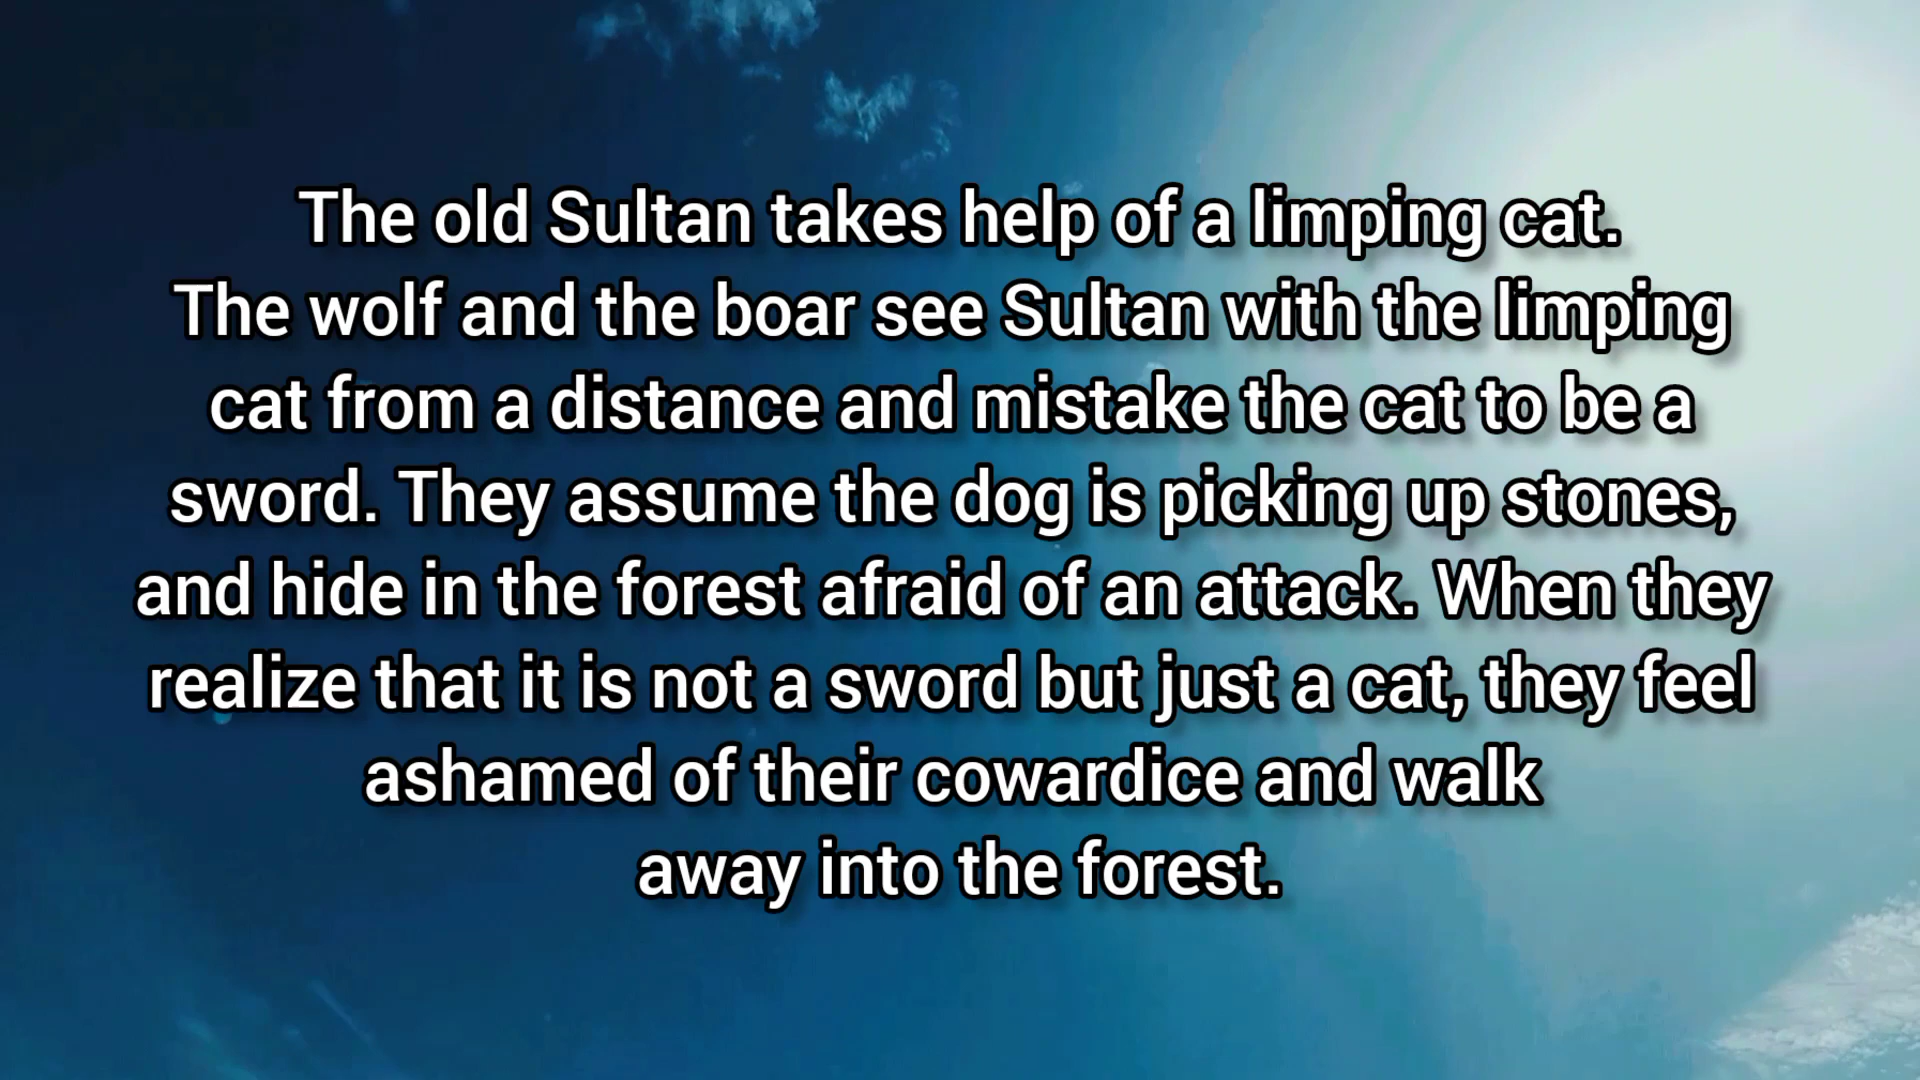 The old Sultan takes help of a limping cat.
The wolf and the boar see Sultan with the limping
cat from a distance and mistake the cat to be a
sword. They assume the dog is picking up stones,
and hide in the forest afraid of an attack. When they
realize that it is not a sword but just a cat, they feel
ashamed of their cowardice and walk
away into the forest.